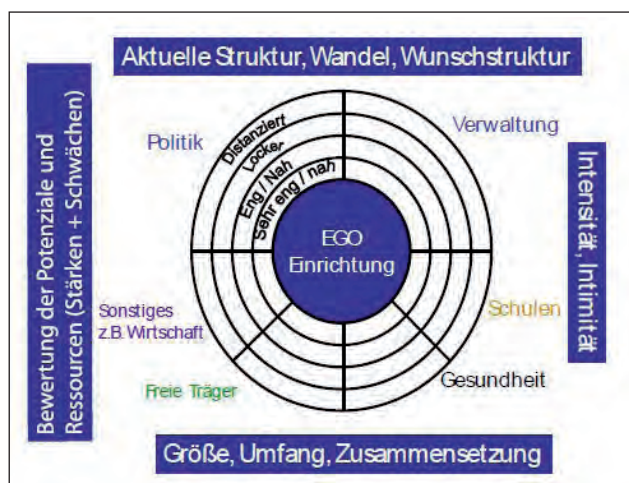 Aktuelle Struktur, Wandel, Wunschstruktur
Bewertung der Potenziale und
Ressourcen (Stärken + Schwächen)
Politik
Verwaltung
Distanziert
Locker
Eng / Nah
Sehr eng / nah
EGO
Einrichtung
Intensität, Intimität
Sonstiges
z.B. Wirtschaft
Schulen
Freie Träger
Gesundheit
Größe, Umfang, Zusammensetzung